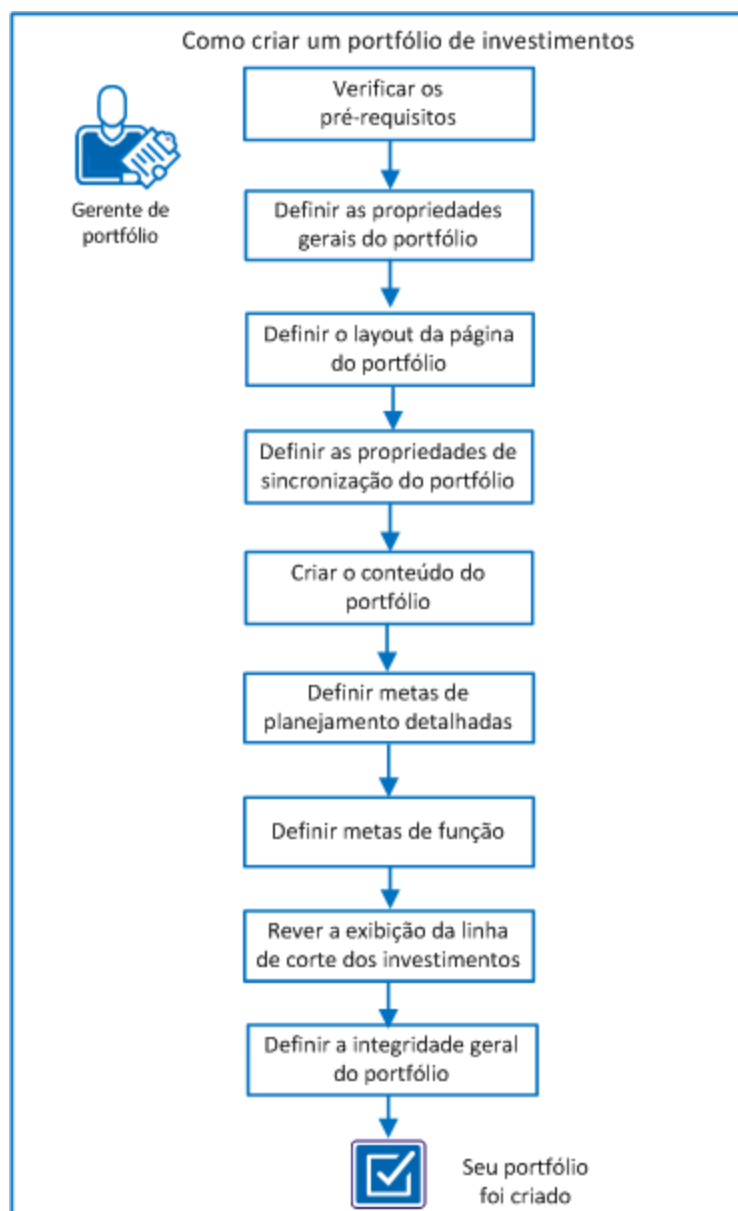 Como criar um portfólio de investimentos
Verificar os
pré-requisitos
Gerente de
portfólio
Definir as propriedades
gerais do portfólio
Definir o layout da página
do portfólio
Definir as propriedades de
sincronização do portfólio
Criar o conteúdo do
portfólio
Definir metas de
planejamento detalhadas
Definir metas de função
Rever a exibição da linha
de corte dos investimentos
Definir a integridade geral
do portfólio
Seu portfólio
foi criado